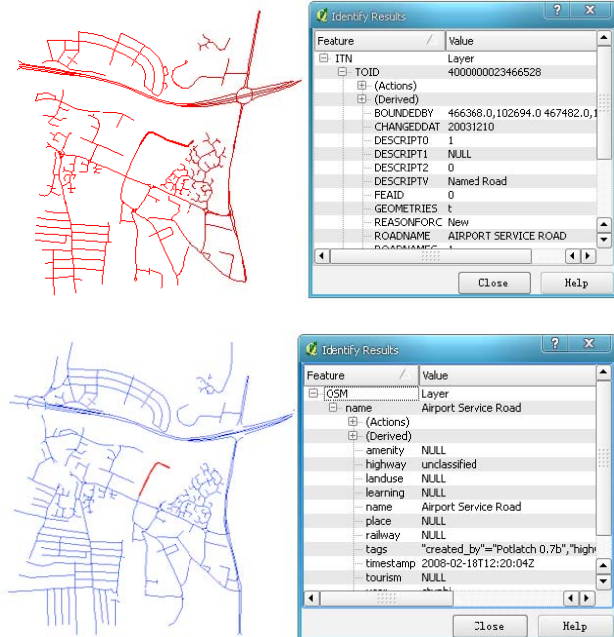 Identify Results
Feature Value
ITN Layer
TOID 4000000023466528
(Actions)
(Derived)
BOUNDEDBY 466368.0,102694.0 467482.0,1
CHANGEDDAT 20031210
DESCRIPT0 1
DESCRIPT1 NULL
DESCRIPT2 0
DESCRIPTV Named Road
FEAID 0
GEOMETRIES t
REASONFORC New
ROADNAME AIRPORT SERVICE ROAD
Close Help
Identify Results
Feature Value
OSM Layer
name Airport Service Road
(Actions)
(Derived)
amenity NULL
highway unclassified
landuse NULL
learning NULL
name Airport Service Road
place NULL
railway NULL
tags "created_by"="Potlatch 0.7b","high
timestamp 2008-02-18T12:20:04Z
tourism NULL
Close Help